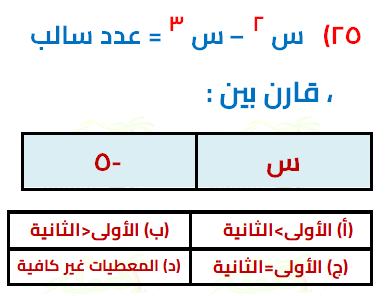 ٢٥) س ٢ – س ٣ = عدد سالب
، قارن بين :
س -٥
(أ) الأولى>الثانية (ب) الأولى<الثانية
(ج) الأولى=الثانية (د) المعطيات غير كافية